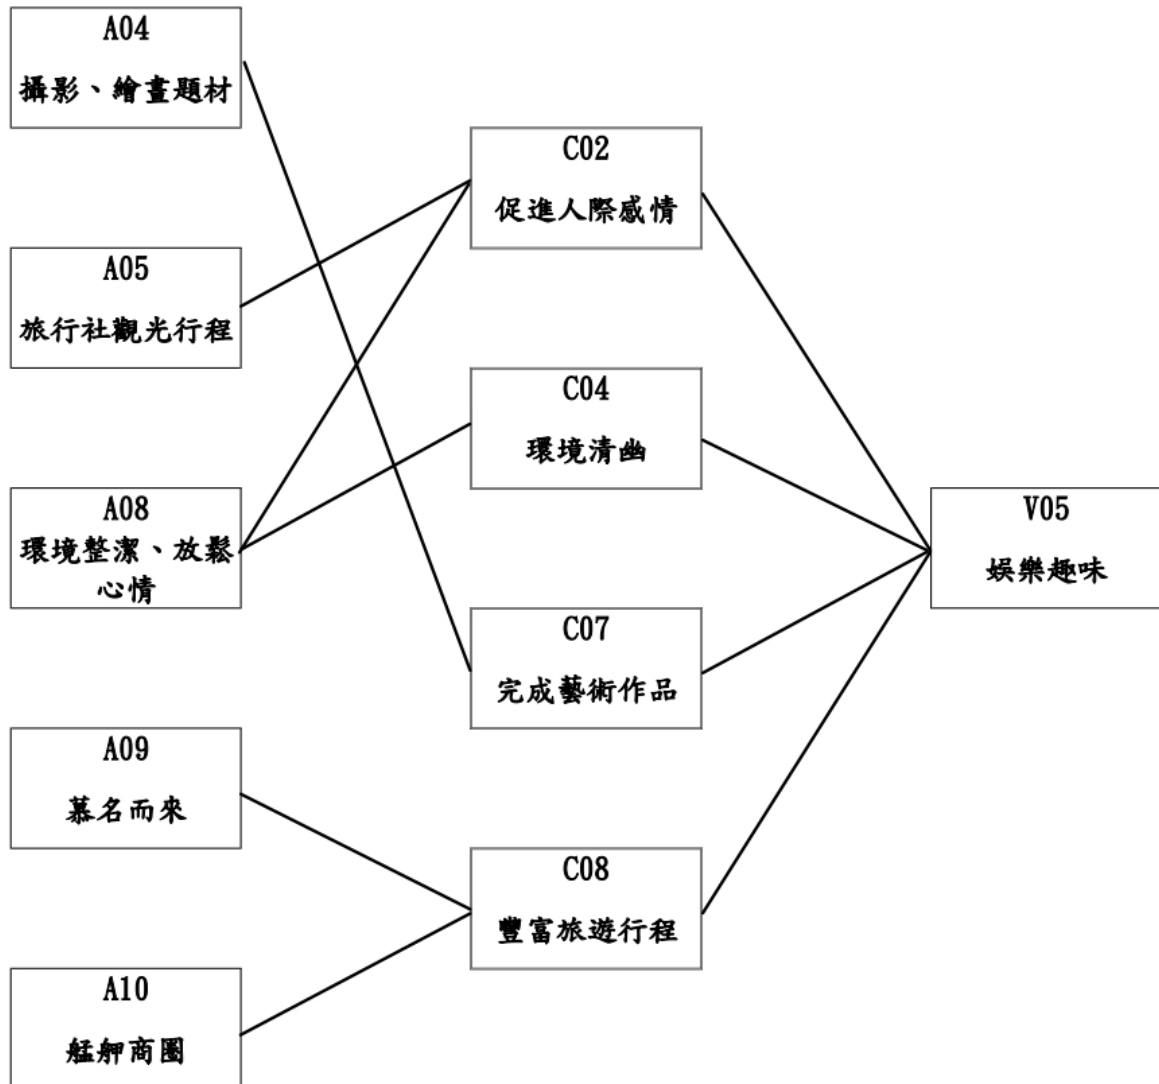 A04
攝影、繪畫題材
C02
促進人際感情
A05
旅行社觀光行程
C04
環境清幽
A08
環境整潔、放鬆
心情
V05
娛樂趣味
C07
完成藝術作品
A09
慕名而來
C08
豐富旅遊行程
A10
艋舺商圈